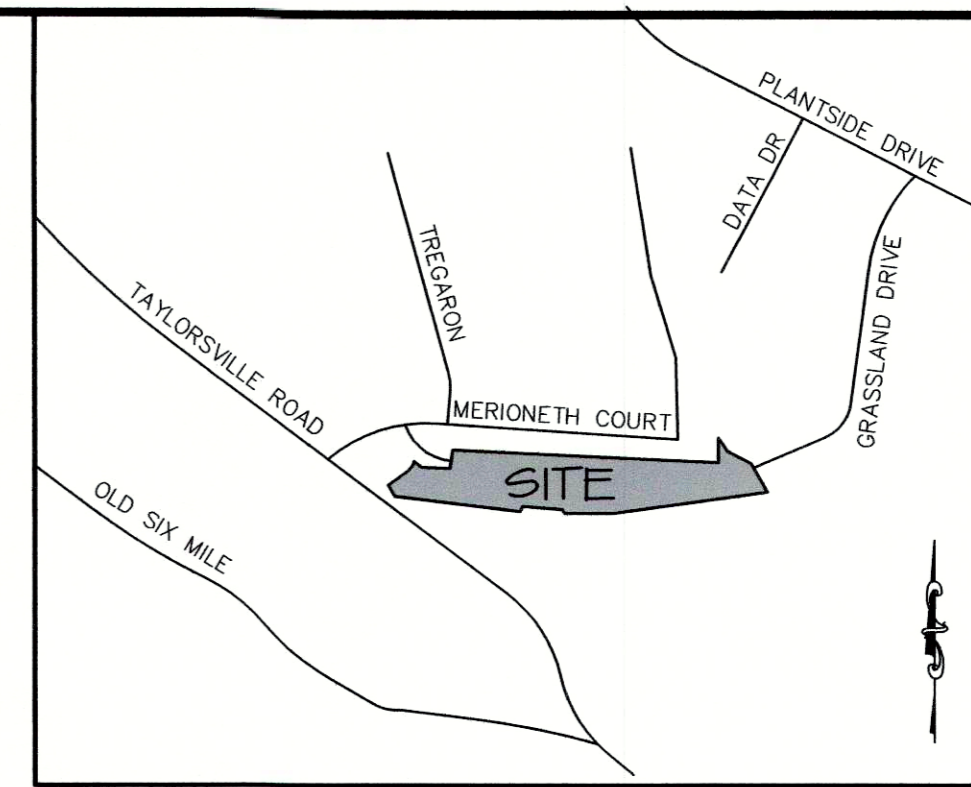 PLANTSIDE DRIVE
DATA DR
TREGARON
GRASSLAND DRIVE
TAYLORSVILLE ROAD
MERIONETH COURT
SITE
OLD SIX MILE